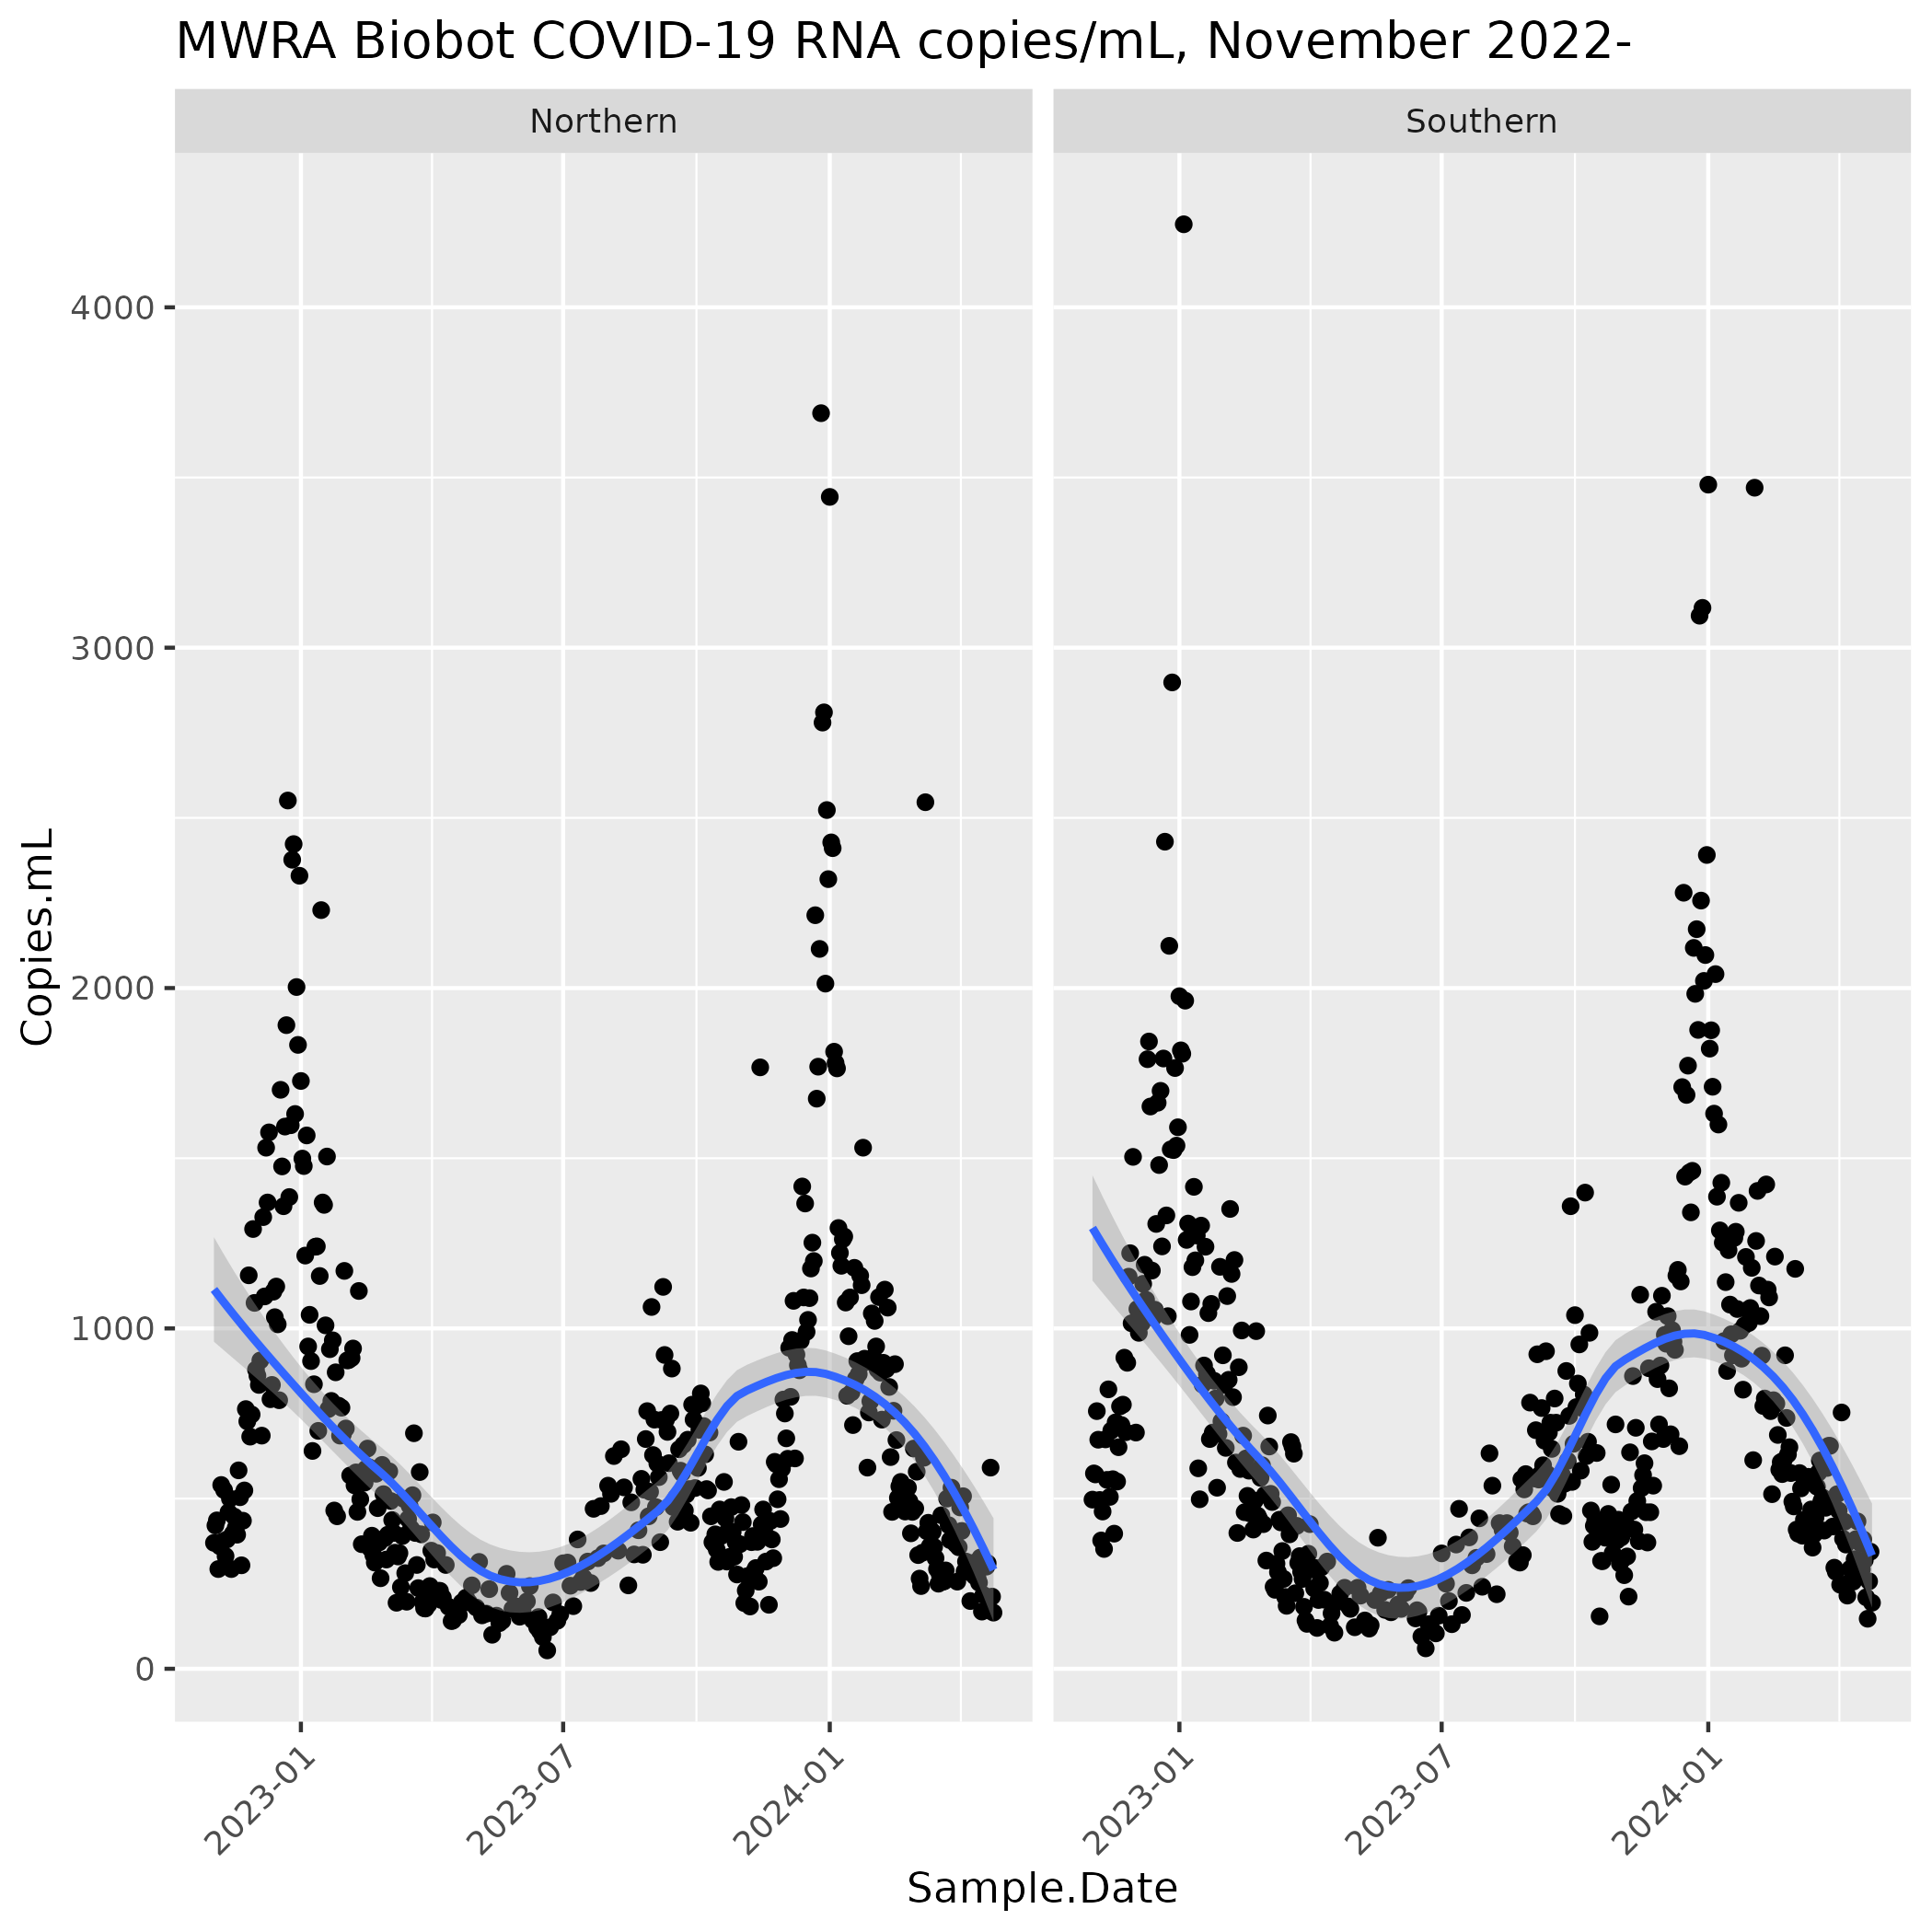 MWRA Biobot COVID-19 RNA copies/mL, November 2022-
Northern
Southern
Copies.mL
4000
3000
2000
1000
0
2023-01
2023-07
2024-01
2023-01
2023-07
2024-01
Sample.Date